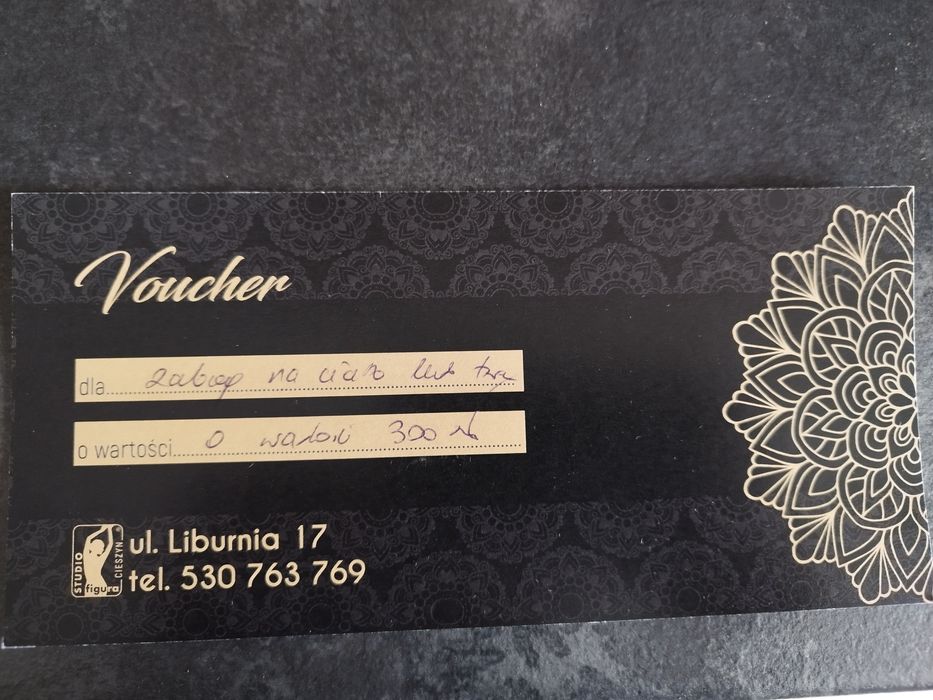 Voucher
dla zabieg na ciało lub twarz
o wartości o wartości 300 zł
STUDIO figura CIESZYN
ul. Liburnia 17
tel. 530 763 769